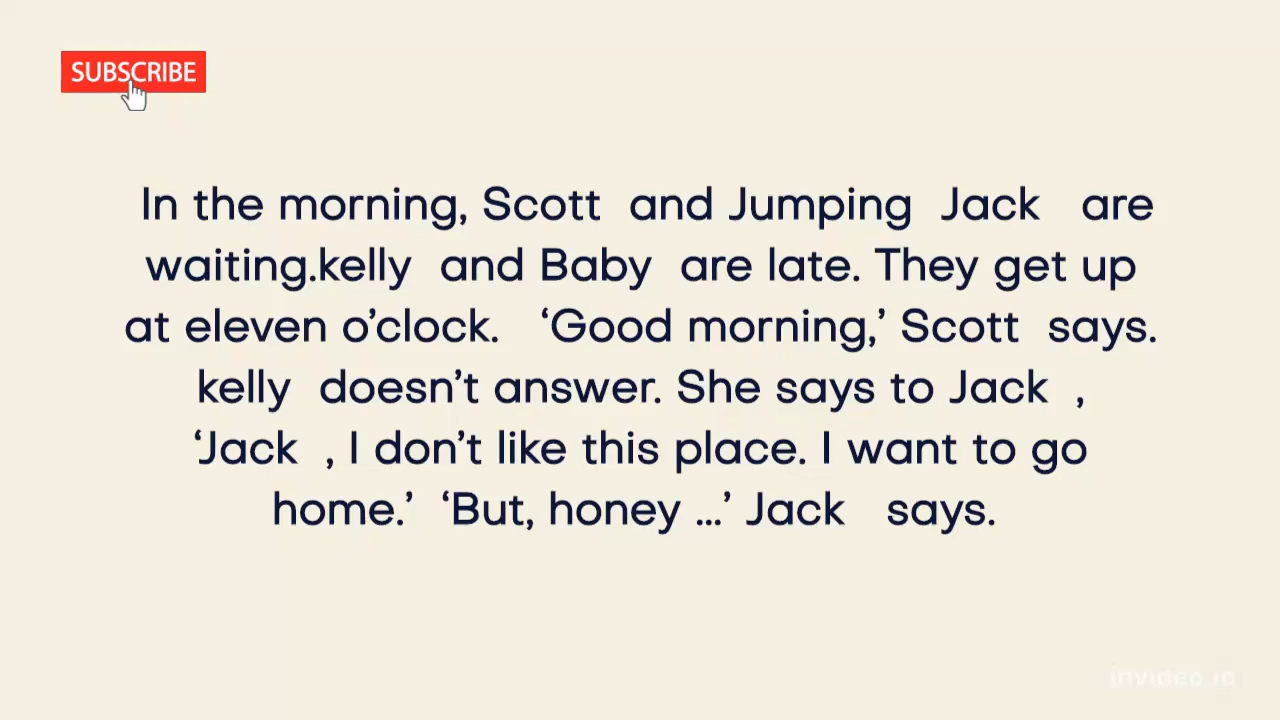 SUBSCRIBE
In the morning, Scott and Jumping Jack are
waiting.kelly and Baby are late. They get up
at eleven o’clock. ‘Good morning,’ Scott says.
kelly doesn’t answer. She says to Jack ,
‘Jack , I don’t like this place. I want to go
home.’ ‘But, honey ...’ Jack says.
invideo.io